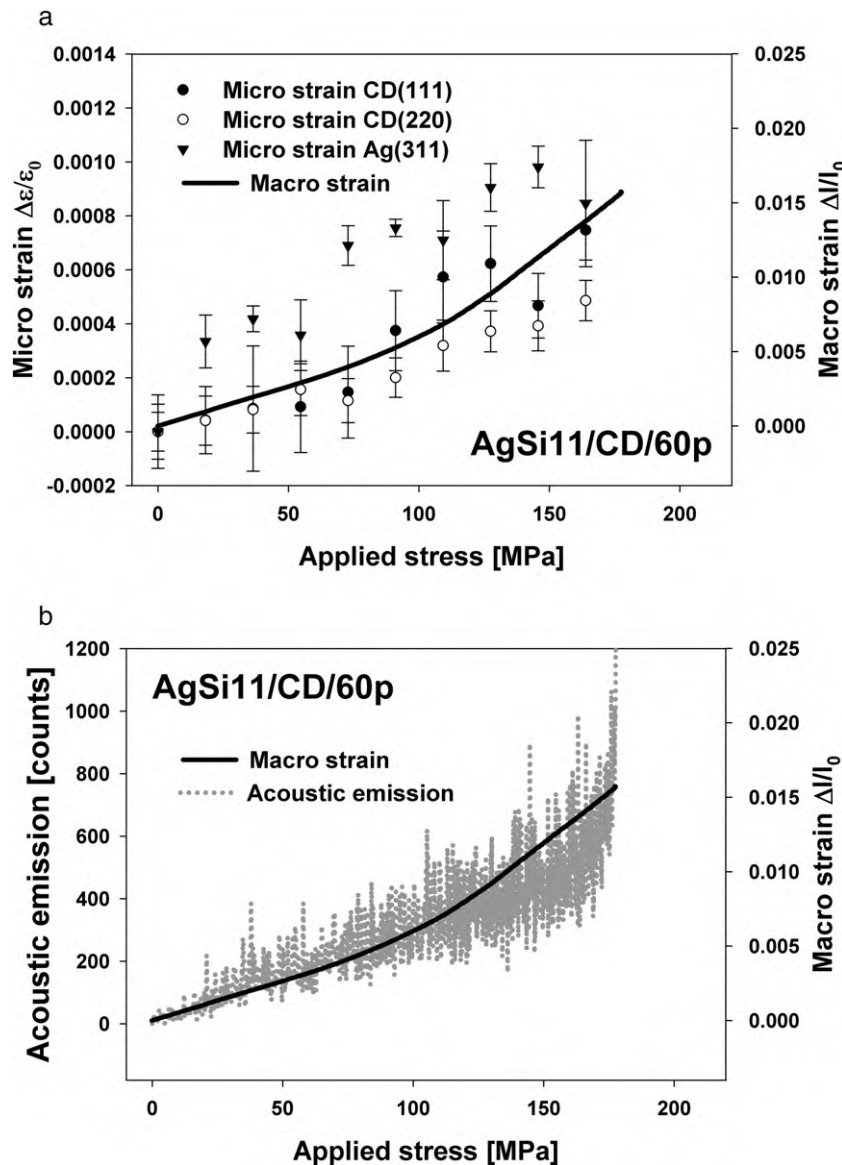 a
0.0014
0.0012
0.0010
0.0008
0.0006
0.0004
0.0002
0.0000
-0.0002
Micro strain Δε/ε0
Micro strain CD(111)
Micro strain CD(220)
Micro strain Ag(311)
Macro strain
AgSi11/CD/60p
0.025
0.020
0.015
0.010
0.005
0.000
Macro strain Δl/l0
0 50 100 150 200
Applied stress [MPa]
b
1200
1000
800
600
400
200
0
Acoustic emission [counts]
AgSi11/CD/60p
Macro strain
Acoustic emission
0.025
0.020
0.015
0.010
0.005
0.000
Macro strain Δl/l0
0 50 100 150 200
Applied stress [MPa]